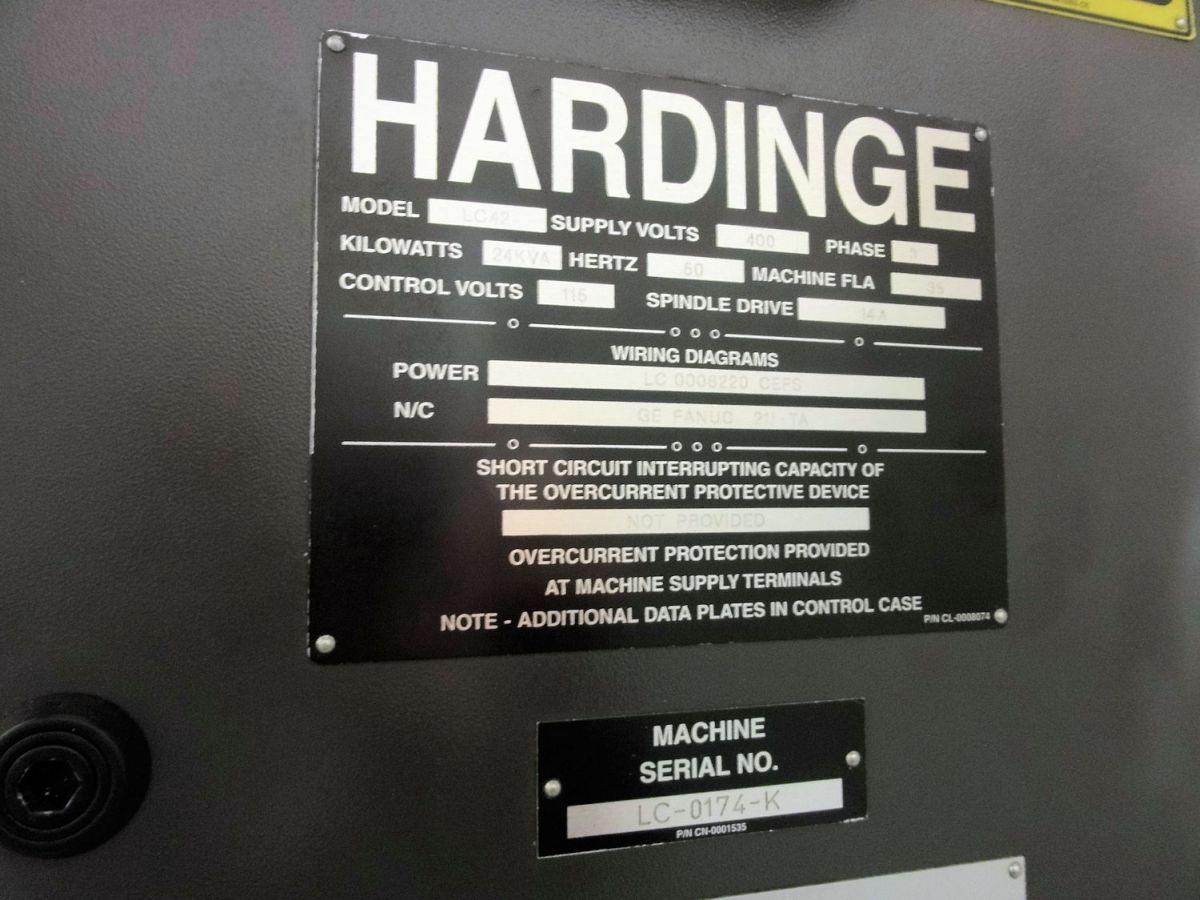 HARDINGE
MODEL LC42 SUPPLY VOLTS 400 PHASE 3
KILOWATTS 24KVA HERTZ 50 MACHINE FLA 35
CONTROL VOLTS 115 SPINDLE DRIVE 14A
WIRING DIAGRAMS
POWER LC 0008220 CEFS
N/C GE FANUC 21I-TA
SHORT CIRCUIT INTERRUPTING CAPACITY OF
THE OVERCURRENT PROTECTIVE DEVICE
NOT PROVIDED
OVERCURRENT PROTECTION PROVIDED
AT MACHINE SUPPLY TERMINALS
NOTE - ADDITIONAL DATA PLATES IN CONTROL CASE
P/N CL-0008074
MACHINE
SERIAL NO.
LC-0174-K
P/N CN-0001535